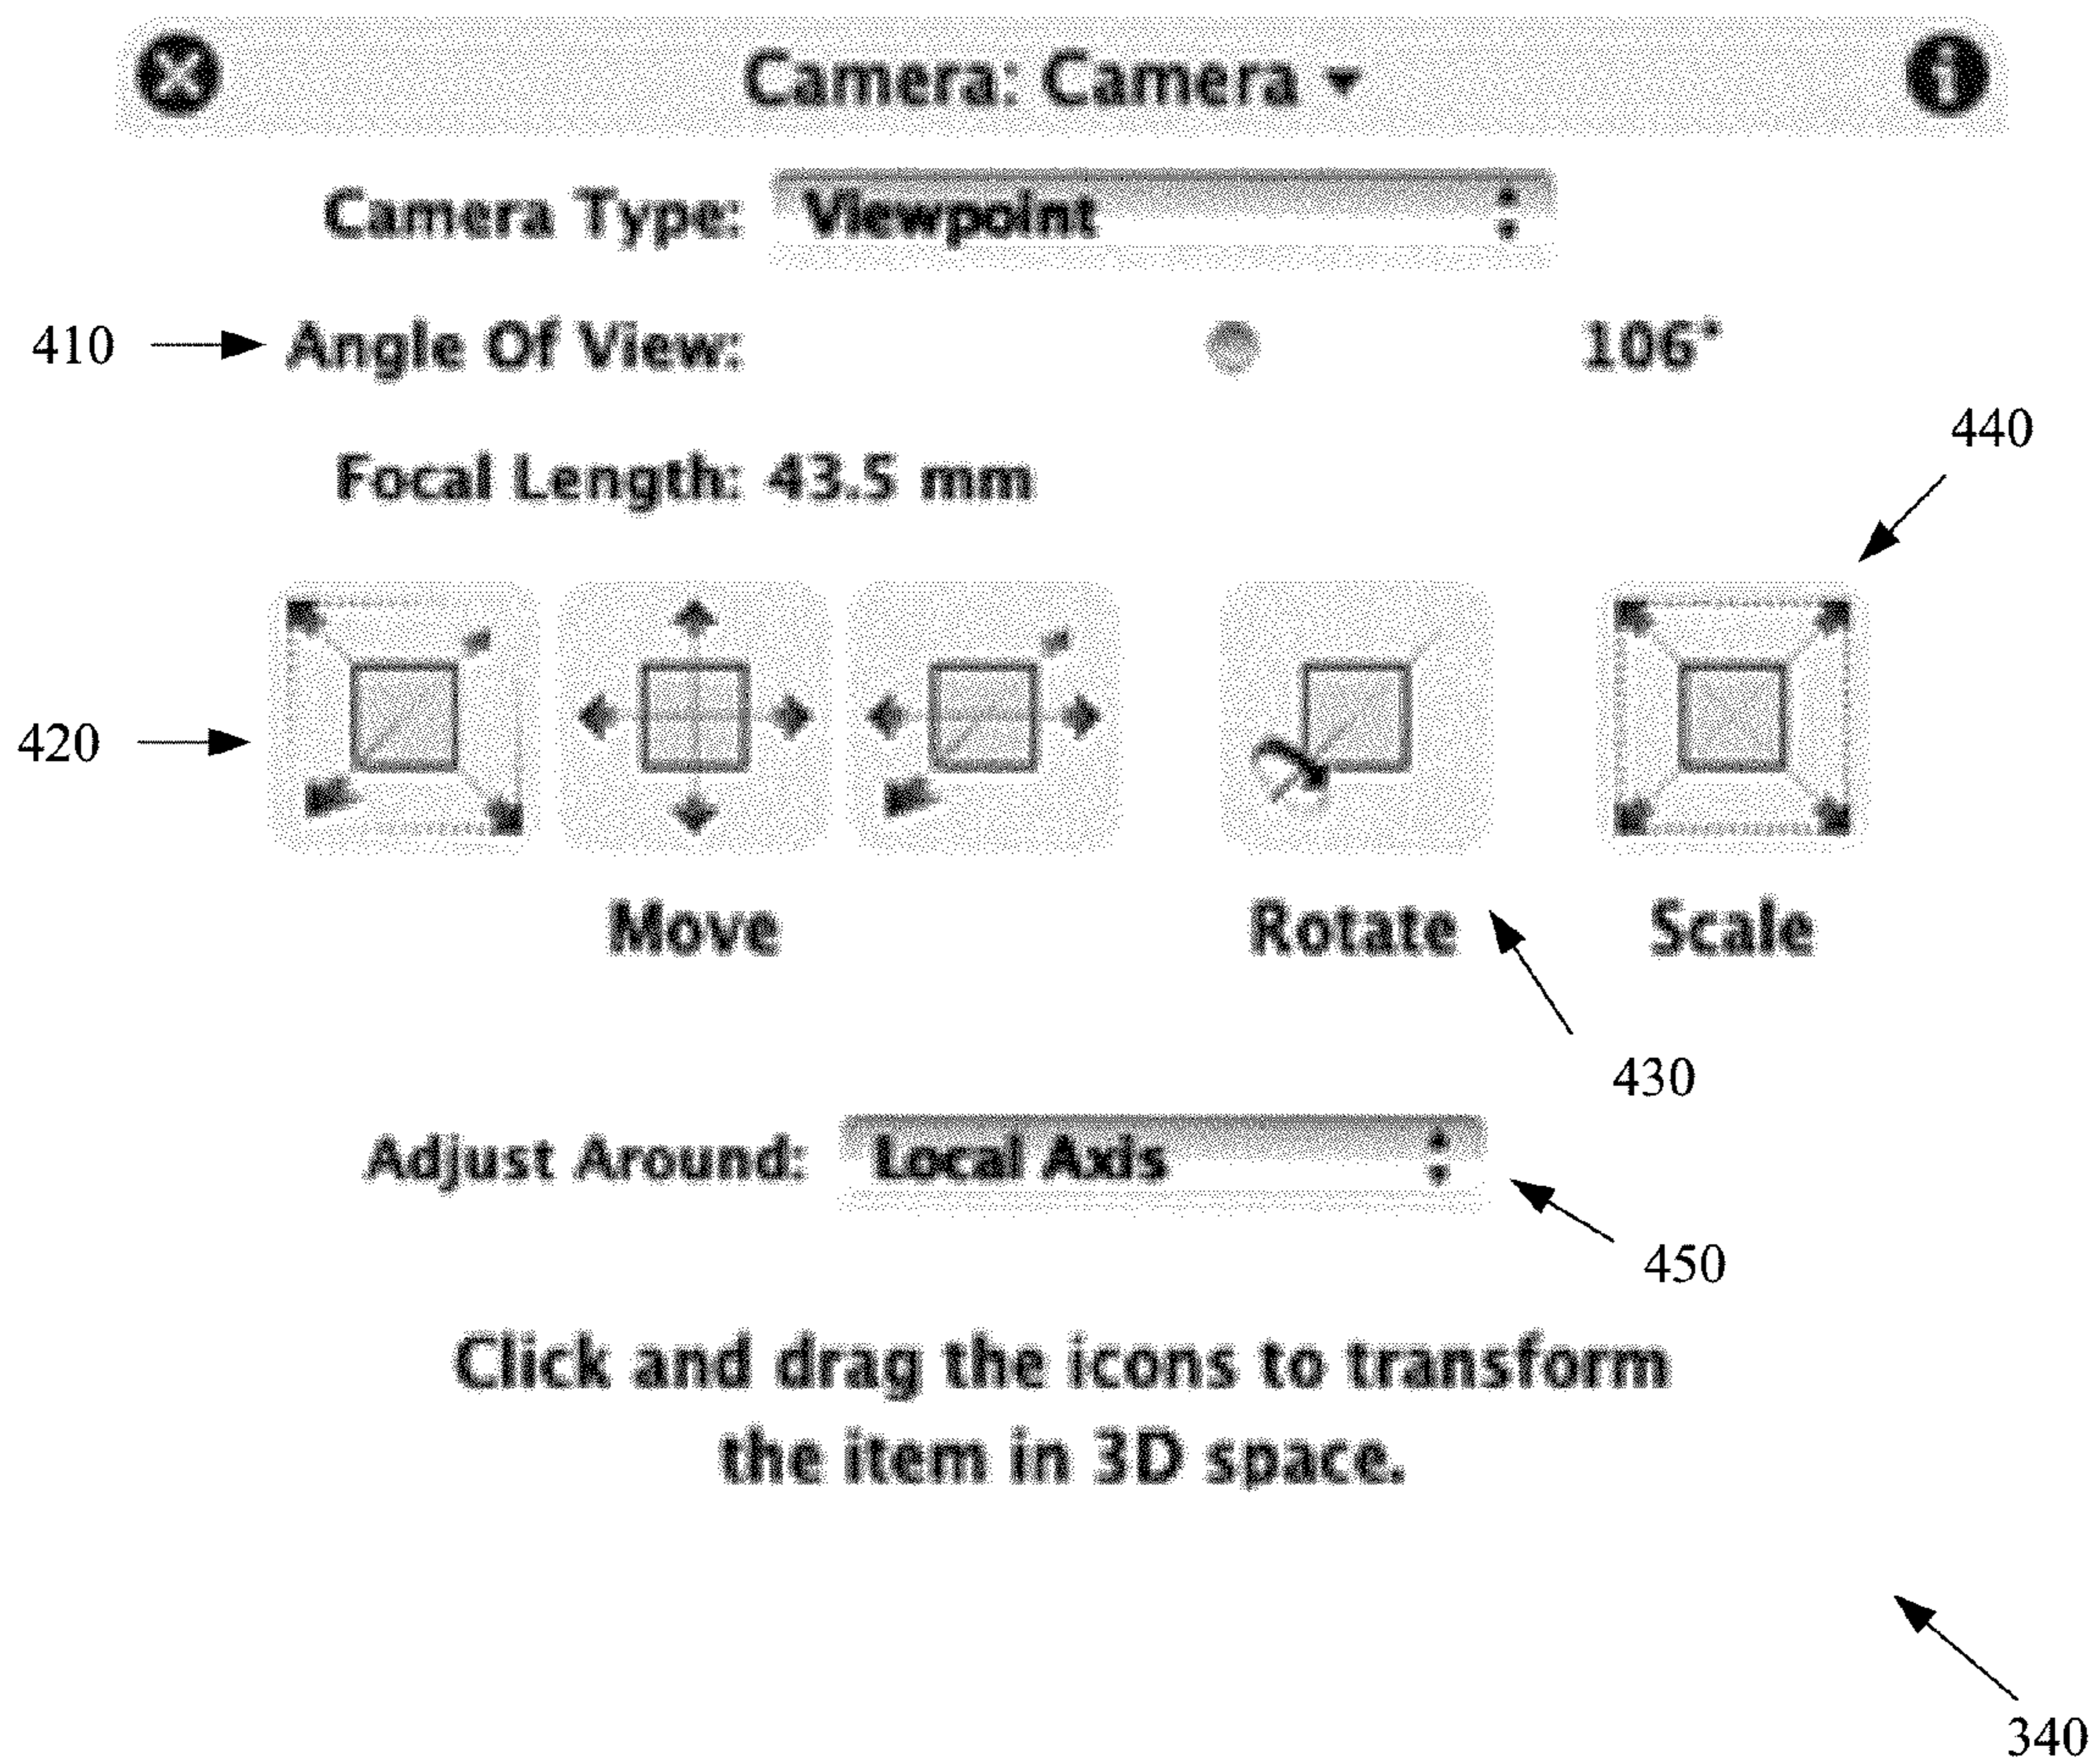 Camera: Camera
Camera Type: Viewpoint
410 Angle Of View: 106°
Focal Length: 43.5 mm
440
420
Move Rotate Scale
430
Adjust Around: Local Axis
450
Click and drag the icons to transform
the item in 3D space.
340